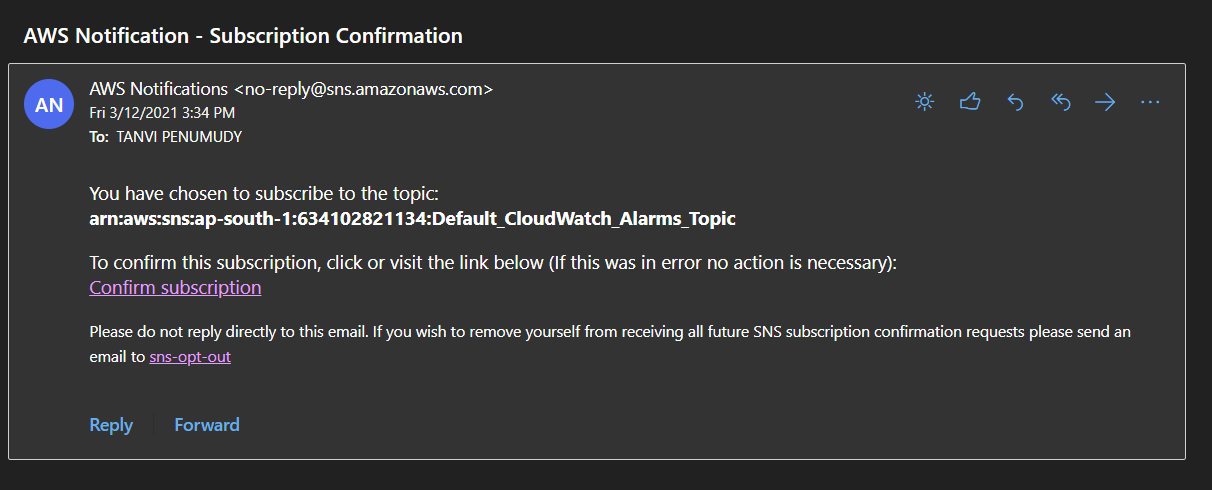 AWS Notification - Subscription Confirmation
AN
AWS Notifications <no-reply@sns.amazonaws.com>
Fri 3/12/2021 3:34 PM
To: TANVI PENUMUDY
You have chosen to subscribe to the topic:
arn:aws:sns:ap-south-1:634102821134:Default_CloudWatch_Alarms_Topic
To confirm this subscription, click or visit the link below (If this was in error no action is necessary):
Confirm subscription
Please do not reply directly to this email. If you wish to remove yourself from receiving all future SNS subscription confirmation requests please send an
email to sns-opt-out
Reply Forward